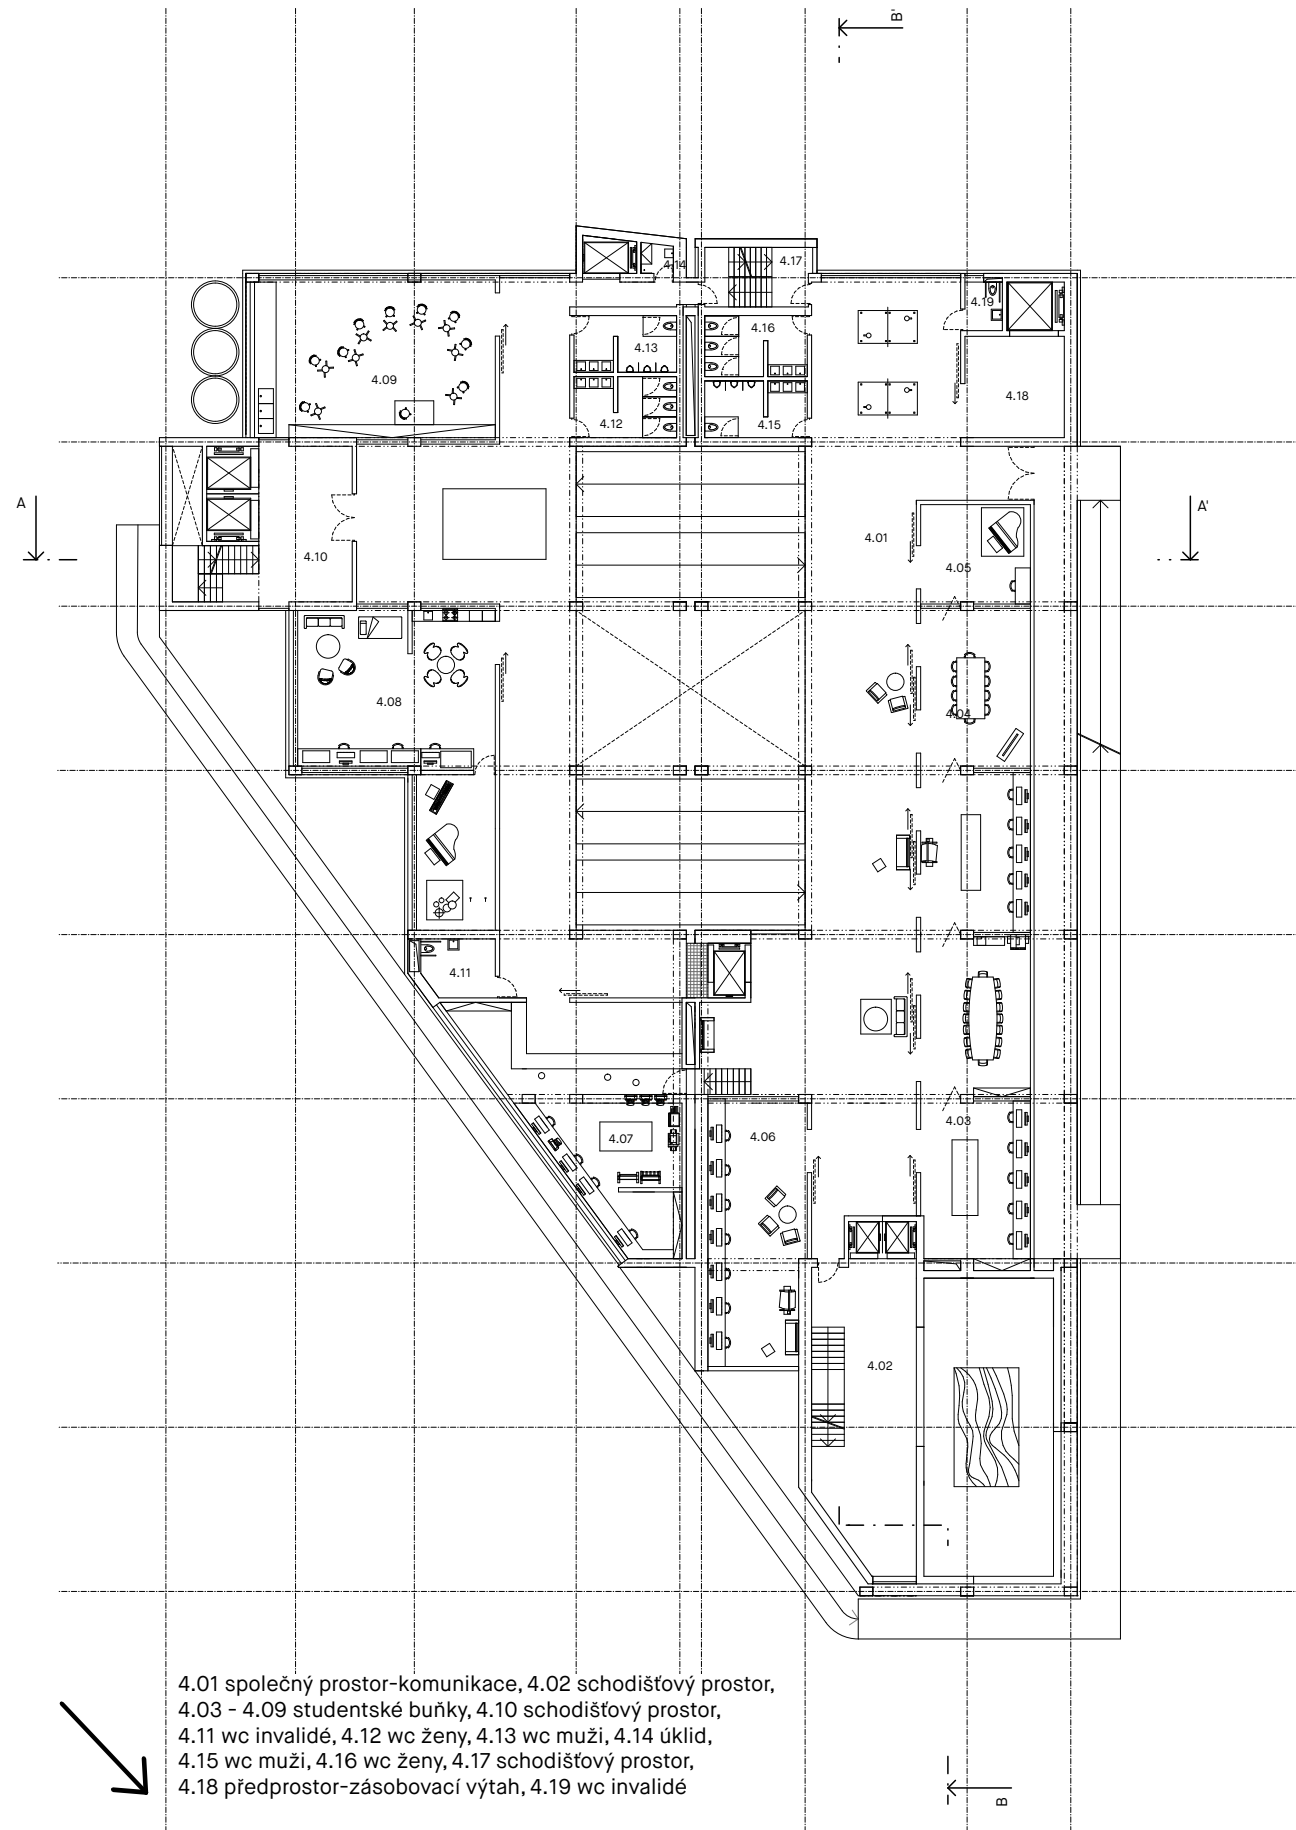 B'
4.17
4.14
4.19
4.16
4.13
4.09
4.18
4.12
4.15
A
A'
4.01
4.10
4.05
4.08
4.04
4.11
4.03
4.07
4.06
4.02
4.01 společný prostor-komunikace, 4.02 schodišťový prostor,
4.03 - 4.09 studentské buňky, 4.10 schodišťový prostor,
4.11 wc invalidé, 4.12 wc ženy, 4.13 wc muži, 4.14 úklid,
4.15 wc muži, 4.16 wc ženy, 4.17 schodišťový prostor,
4.18 předprostor-zásobovací výtah, 4.19 wc invalidé
B